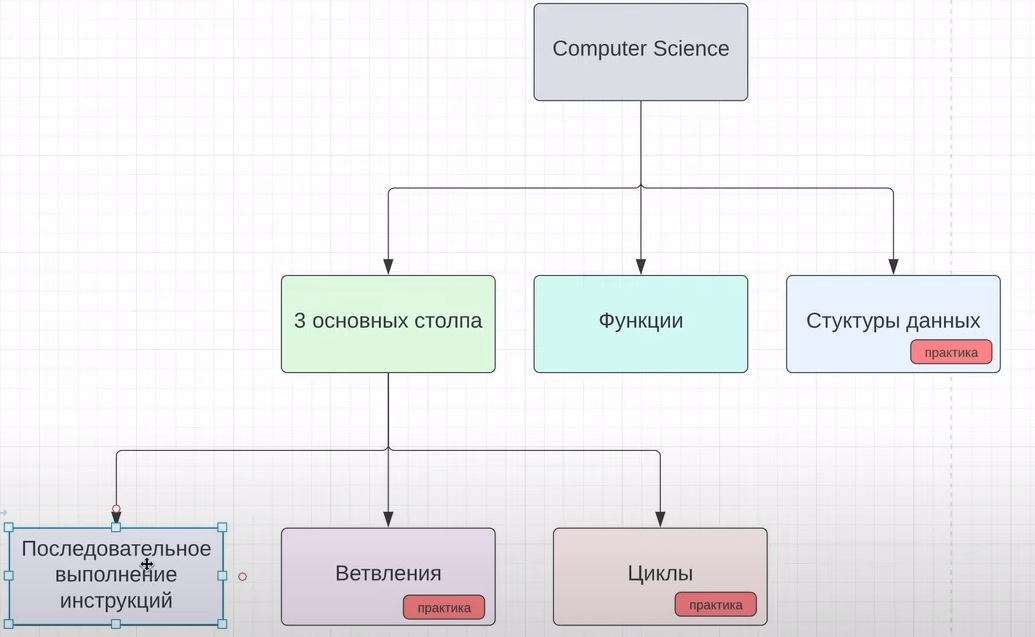 Computer Science
3 основных столпа
Функции
Стуктуры данных
практика
Последовательное
выполнение
инструкций
Ветвления
практика
Циклы
практика